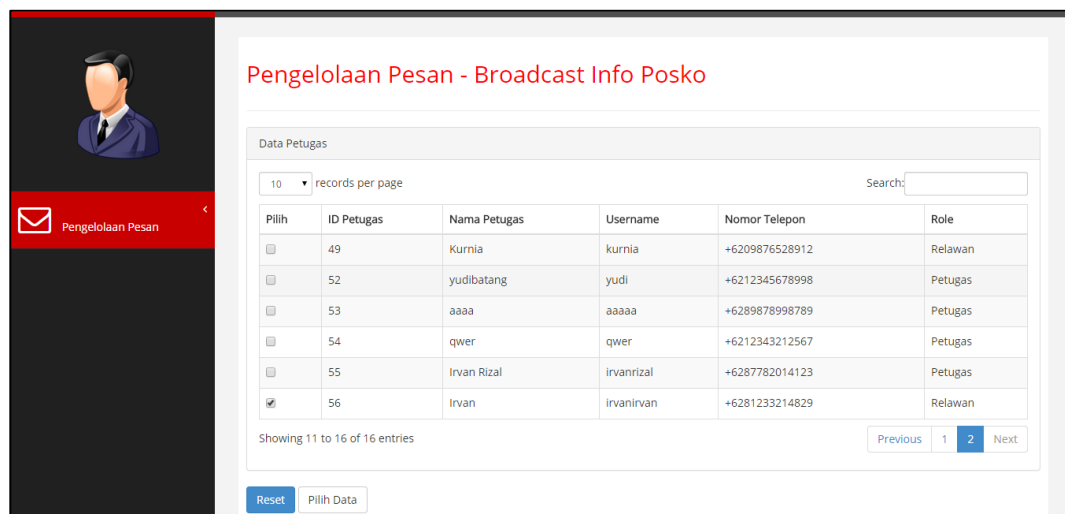 Pengelolaan Pesan - Broadcast Info Posko
Data Petugas
10 records per page Search:
Pilih ID Petugas Nama Petugas Username Nomor Telepon Role
49 Kurnia kurnia +6209876528912 Relawan
Pengelolaan Pesan
52 yudibatang yudi +6212345678998 Petugas
53 aaaa aaaaa +6289878998789 Petugas
54 qwer qwer +6212343212567 Petugas
55 Irvan Rizal irvanrizal +6287782014123 Petugas
56 Irvan irvanirvan +6281233214829 Relawan
Showing 11 to 16 of 16 entries Previous 1 2 Next
Reset Pilih Data